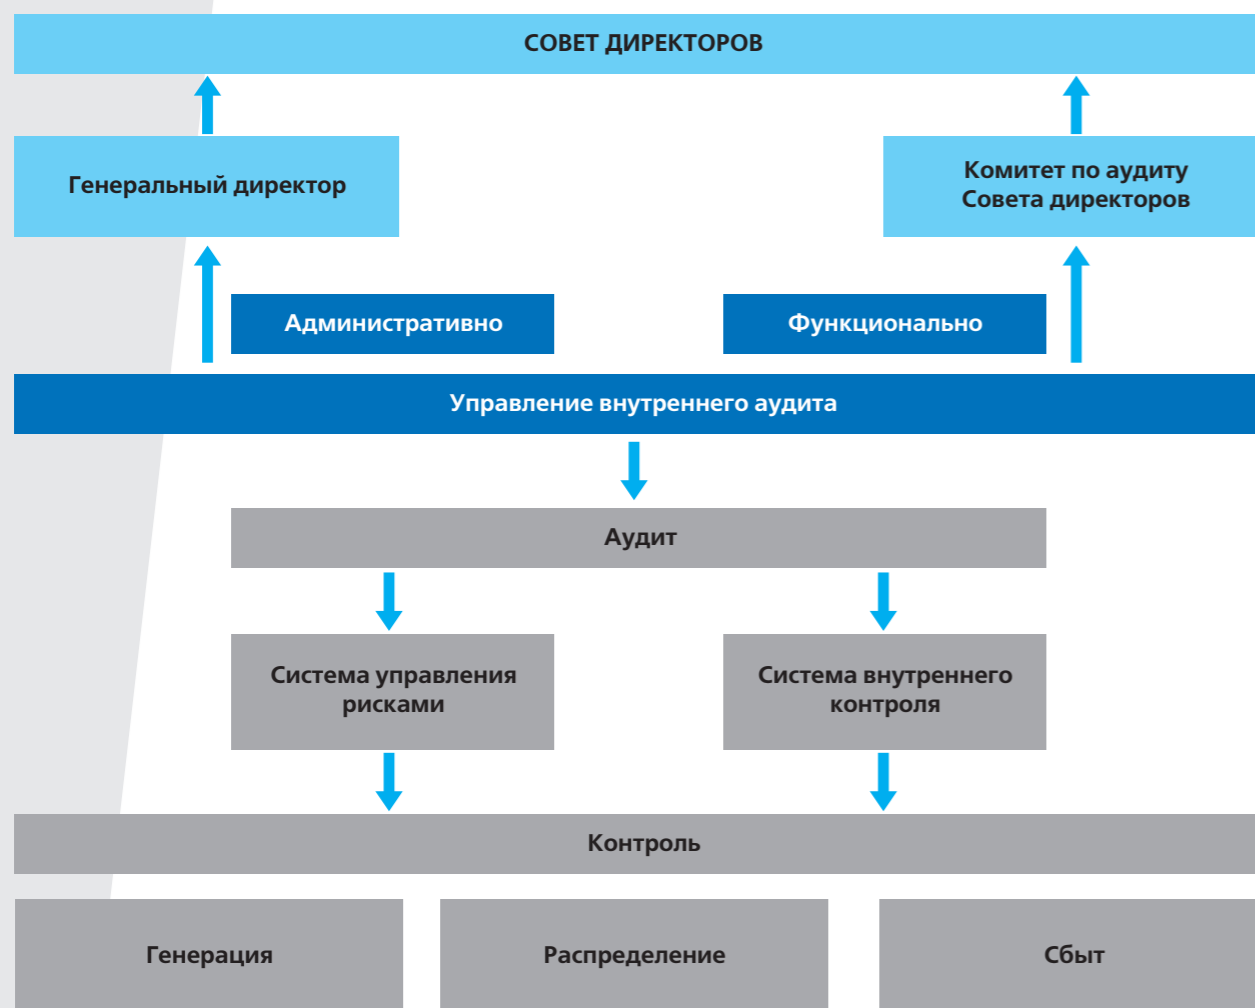 СОВЕТ ДИРЕКТОРОВ
Генеральный директор
Комитет по аудиту
Совета директоров
Административно
Функционально
Управление внутреннего аудита
Аудит
Система управления
рисками
Система внутреннего
контроля
Контроль
Генерация
Распределение
Сбыт